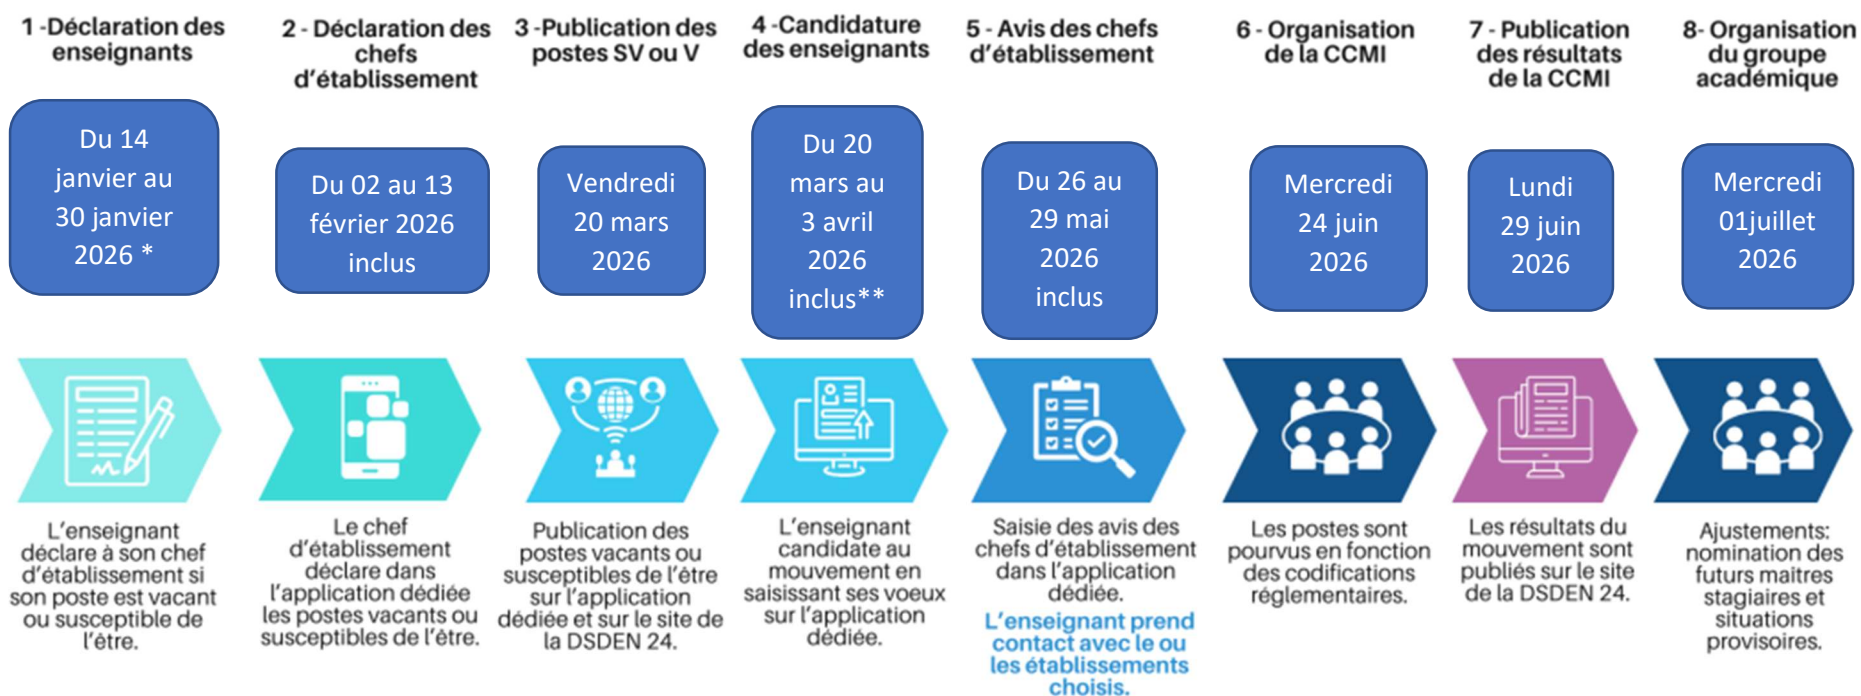 1 -Déclaration des
enseignants
2 - Déclaration des
chefs
d'établissement
3 -Publication des
postes SV ou V
4 -Candidature
des enseignants
5 - Avis des chefs
d'établissement
6 - Organisation
de la CCMI
7 - Publication
des résultats
de la CCMI
8- Organisation
du groupe
académique
Du 14
janvier au
30 janvier
2026 *
Du 02 au 13
février 2026
inclus
Vendredi
20 mars
2026
Du 20
mars au
3 avril
2026
inclus**
Du 26 au
29 mai
2026
inclus
Mercredi
24 juin
2026
Lundi
29 juin
2026
Mercredi
01juillet
2026
L'enseignant
déclare à son chef
d'établissement si
son poste est vacant
ou susceptible de
l'être.
Le chef
d'établissement
déclare dans
l'application dédiée
les postes vacants ou
susceptibles de l'être.
Publication des
postes vacants ou
susceptibles de l'être
sur l'application
dédiée et sur le site de
la DSDEN 24.
L'enseignant
candidate au
mouvement en
saisissant ses voeux
sur l'application
dédiée.
Saisie des avis des
chefs d'établissement
dans l'application
dédiée.
L'enseignant prend
contact avec le ou
les établissements
choisis.
Les postes sont
pourvus en fonction
des codifications
réglementaires.
Les résultats du
mouvement sont
publiés sur le site
de la DSDEN 24.
Ajustements:
nomination des
futurs maîtres
stagiaires et
situations
provisoires.